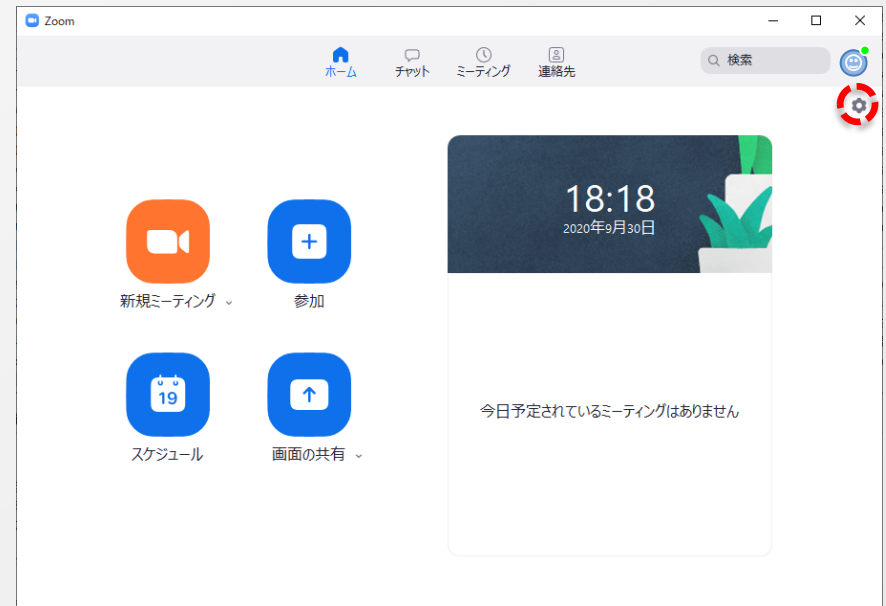 Zoom
ホーム
チャット
ミーティング
連絡先
検索
18:18
2020年9月30日
新規ミーティング
参加
19
スケジュール
画面の共有
今日予定されているミーティングはありません